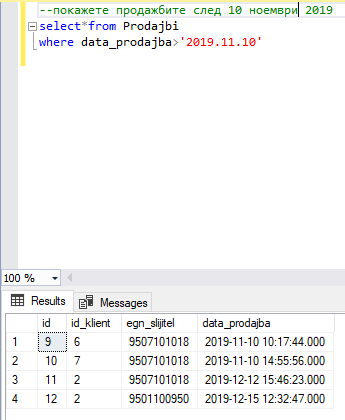 --покажете продажбите след 10 ноември 2019
select*from Prodajbi
where data_prodajba>'2019.11.10'
100 %
Results Messages
id id_klient egn_slijitel data_prodajba
1 9 6 9507101018 2019-11-10 10:17:44.000
2 10 7 9507101018 2019-11-10 14:55:56.000
3 11 2 9507101018 2019-12-12 15:46:23.000
4 12 2 9501100950 2019-12-15 12:32:47.000